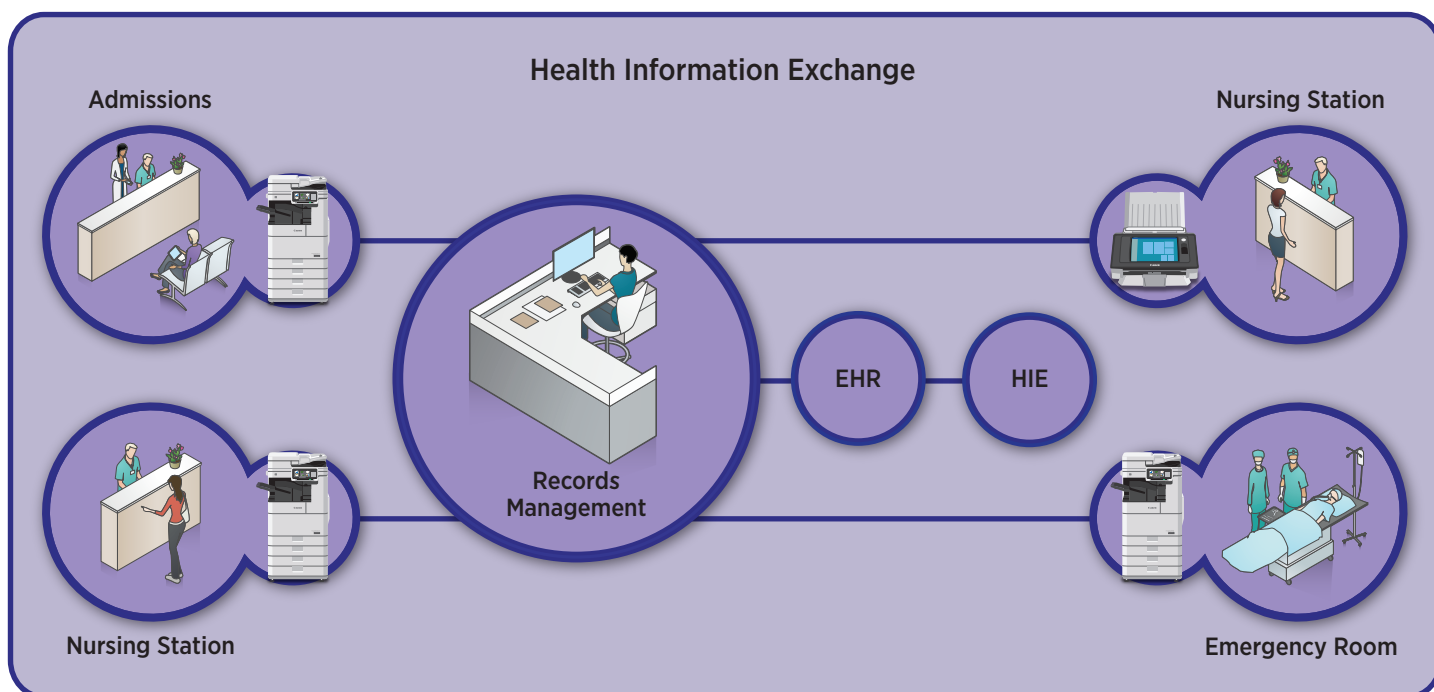 Health Information Exchange
Admissions
Nursing Station
EHR
HIE
Records
Management
Nursing Station
Emergency Room